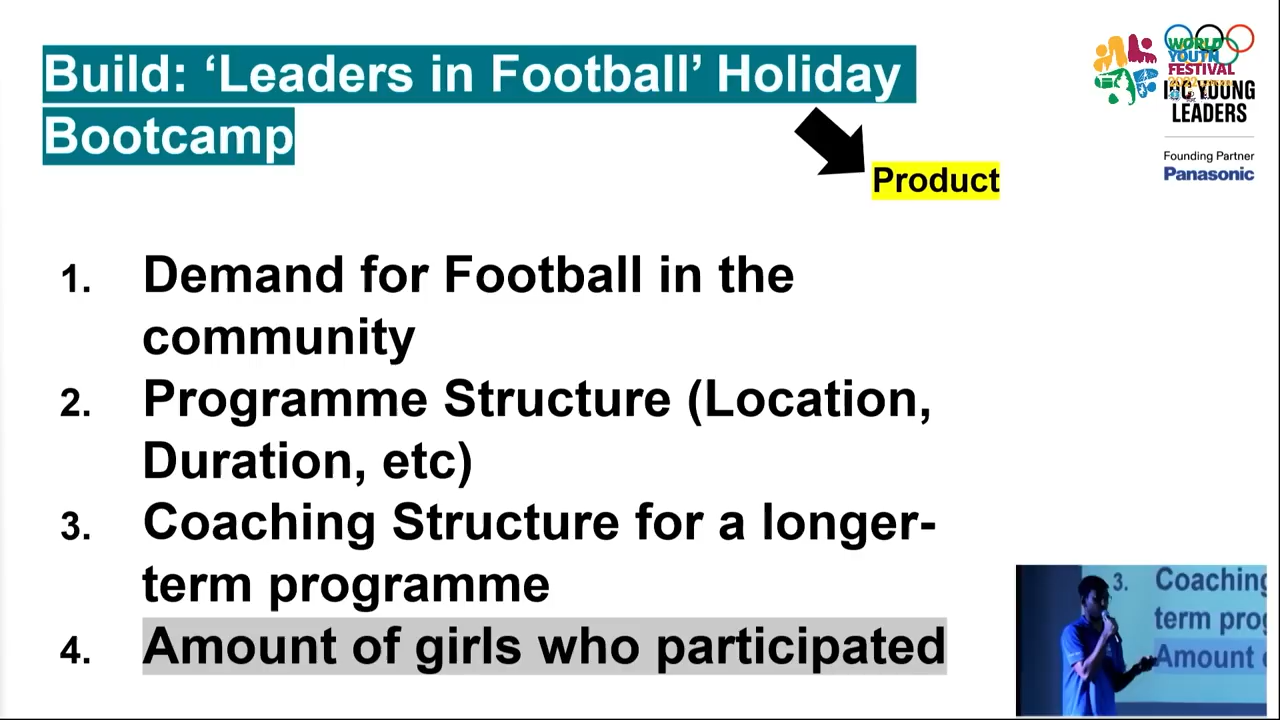 Build: ‘Leaders in Football’ Holiday
Bootcamp
Product
WORLD
YOUTH
FESTIVAL
YOUNG
LEADERS
Founding Partner
Panasonic
1. Demand for Football in the
community
2. Programme Structure (Location,
Duration, etc)
3. Coaching Structure for a longer-
term programme
4. Amount of girls who participated
3. Coaching
term prog
Amount